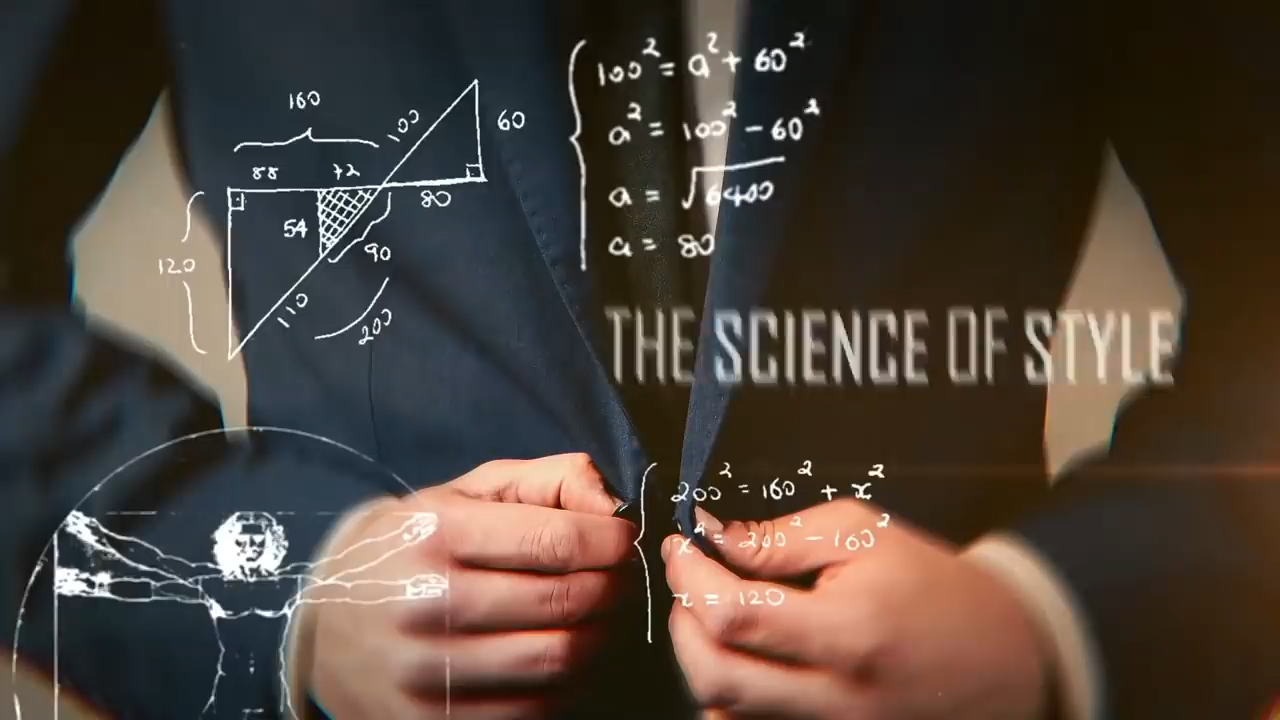 160
100
60
88
72
80
54
90
120
110
200
100² = a² + 60²
a² = 100² - 60²
a = √6400
a = 80
THE SCIENCE OF STYLE
200² = 160² + x²
x² = 200² - 160²
x = 120